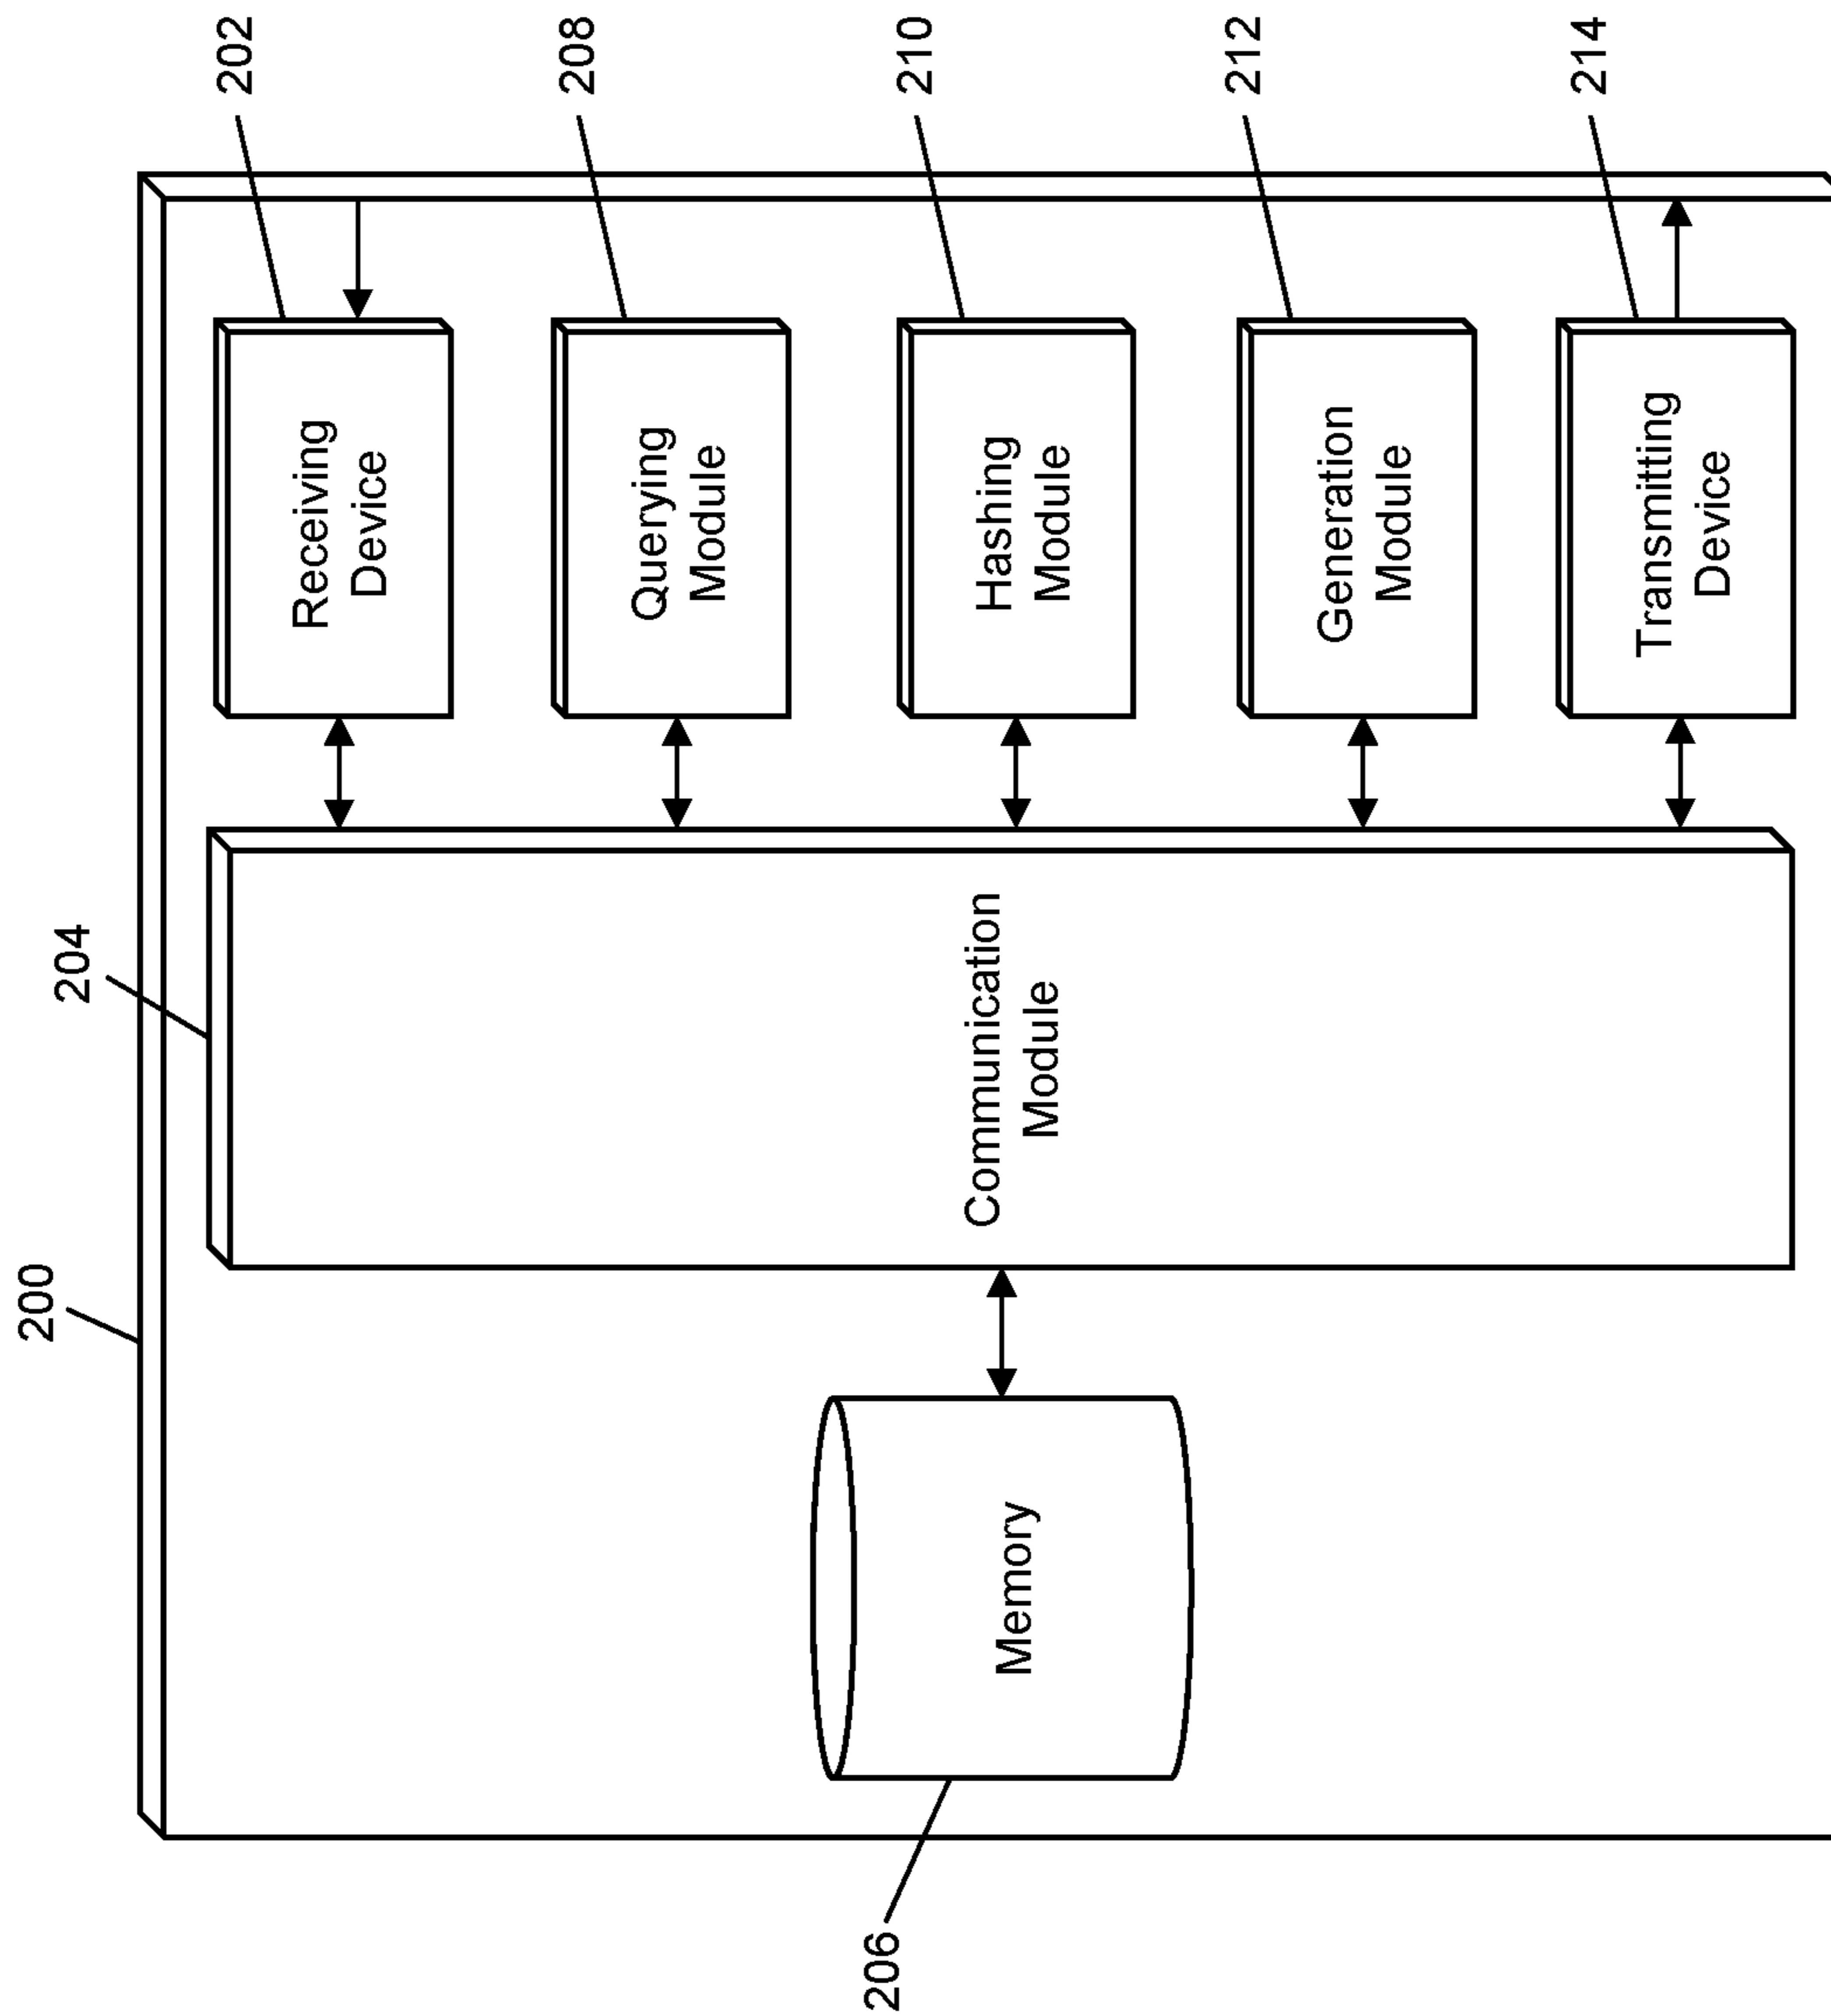 200
204
202
Receiving
Device
208
Querying
Module
206
Memory
Communication
Module
210
Hashing
Module
212
Generation
Module
214
Transmitting
Device